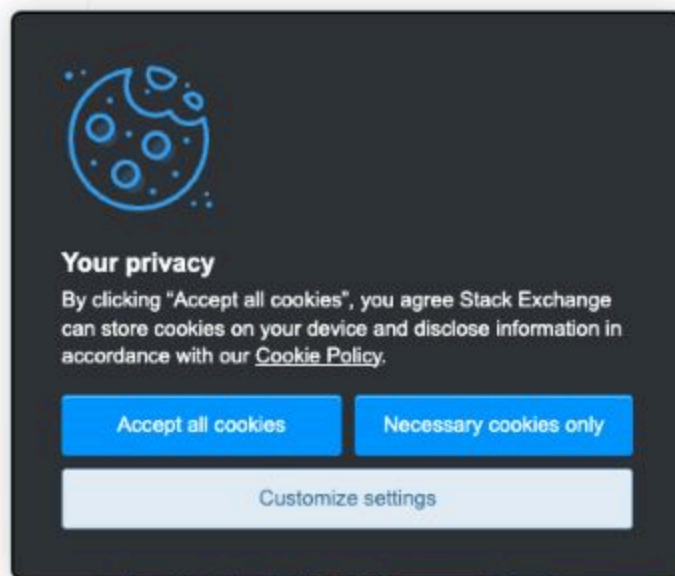 Your privacy
By clicking “Accept all cookies”, you agree Stack Exchange
can store cookies on your device and disclose information in
accordance with our Cookie Policy.
Accept all cookies
Necessary cookies only
Customize settings